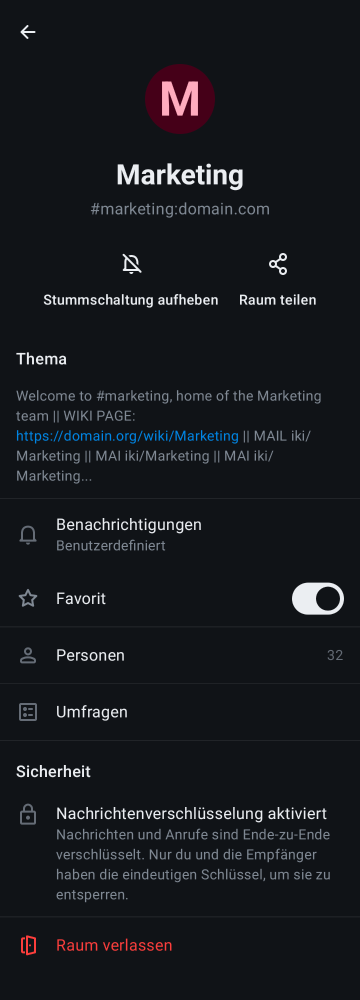 M
Marketing
#marketing:domain.com
Stummschaltung aufheben
Raum teilen
Thema
Welcome to #marketing, home of the Marketing
team || WIKI PAGE:
https://domain.org/wiki/Marketing || MAIL iki/
Marketing || MAI iki/Marketing || MAI iki/
Marketing...
Benachrichtigungen
Benutzerdefiniert
Favorit
Personen 32
Umfragen
Sicherheit
Nachrichtenverschlüsselung aktiviert
Nachrichten und Anrufe sind Ende-zu-Ende
verschlüsselt. Nur du und die Empfänger
haben die eindeutigen Schlüssel, um sie zu
entsperren.
Raum verlassen